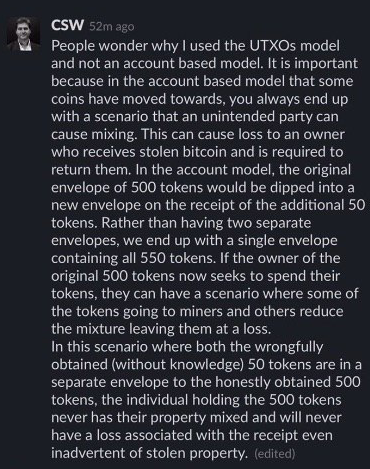 CSW 52m ago
People wonder why I used the UTXOs model
and not an account based model. It is important
because in the account based model that some
coins have moved towards, you always end up
with a scenario that an unintended party can
cause mixing. This can cause loss to an owner
who receives stolen bitcoin and is required to
return them. In the account model, the original
envelope of 500 tokens would be dipped into a
new envelope on the receipt of the additional 50
tokens. Rather than having two separate
envelopes, we end up with a single envelope
containing all 550 tokens. If the owner of the
original 500 tokens now seeks to spend their
tokens, they can have a scenario where some of
the tokens going to miners and others reduce
the mixture leaving them at a loss.
In this scenario where both the wrongfully
obtained (without knowledge) 50 tokens are in a
separate envelope to the honestly obtained 500
tokens, the individual holding the 500 tokens
never has their property mixed and will never
have a loss associated with the receipt even
inadvertent of stolen property. (edited)